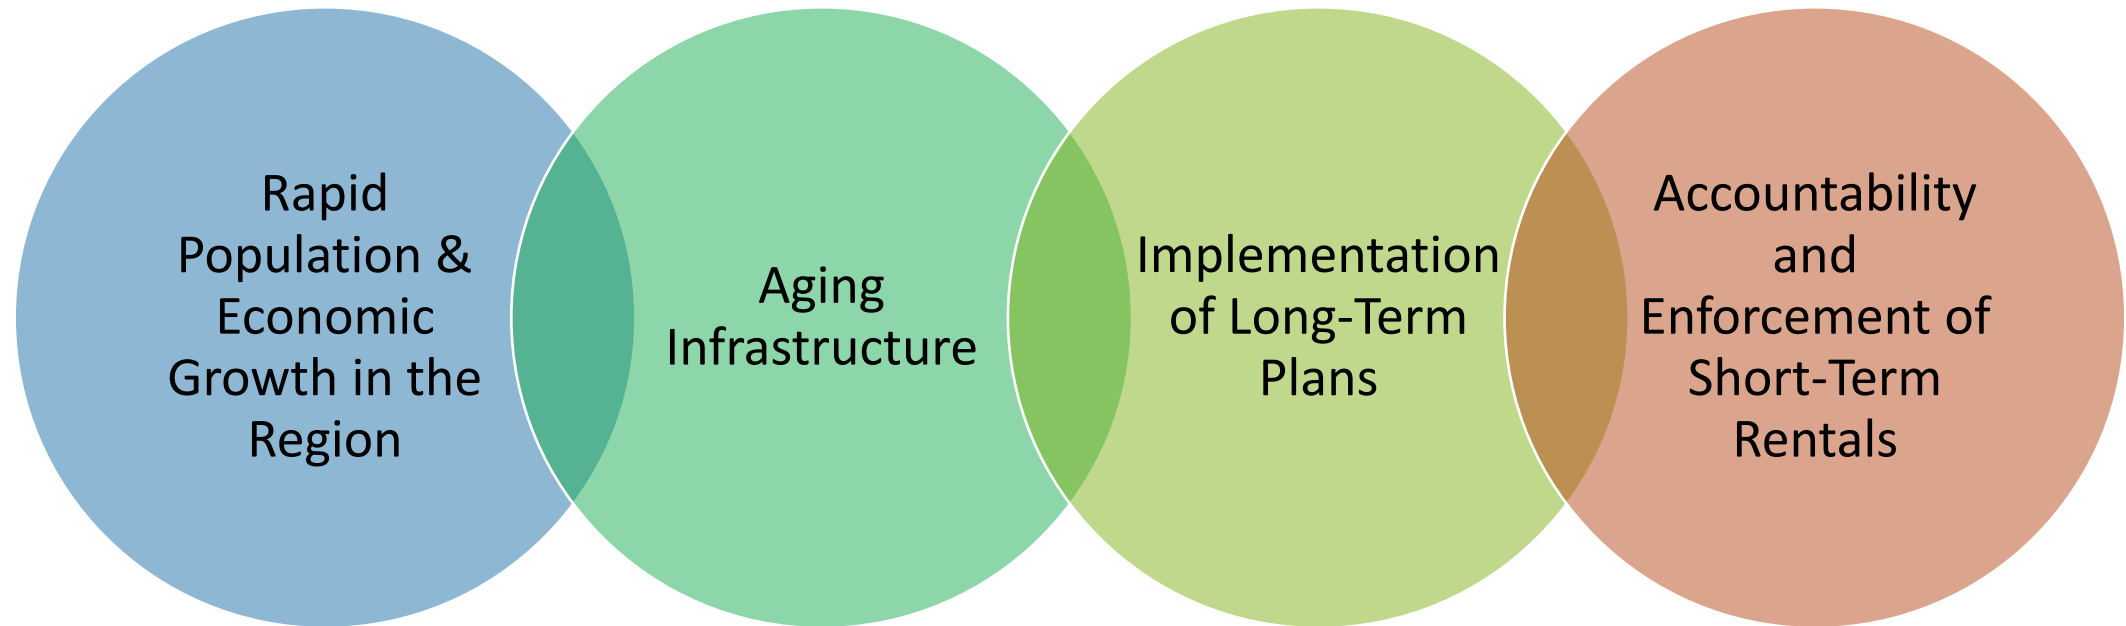 Rapid
Population &
Economic
Growth in the
Region
Aging
Infrastructure
Implementation
of Long-Term
Plans
Accountability
and
Enforcement of
Short-Term
Rentals